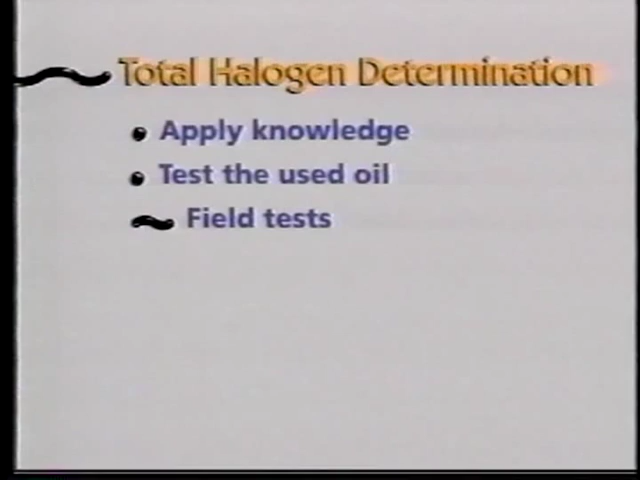 Total Halogen Determination
Apply knowledge
Test the used oil
Field tests